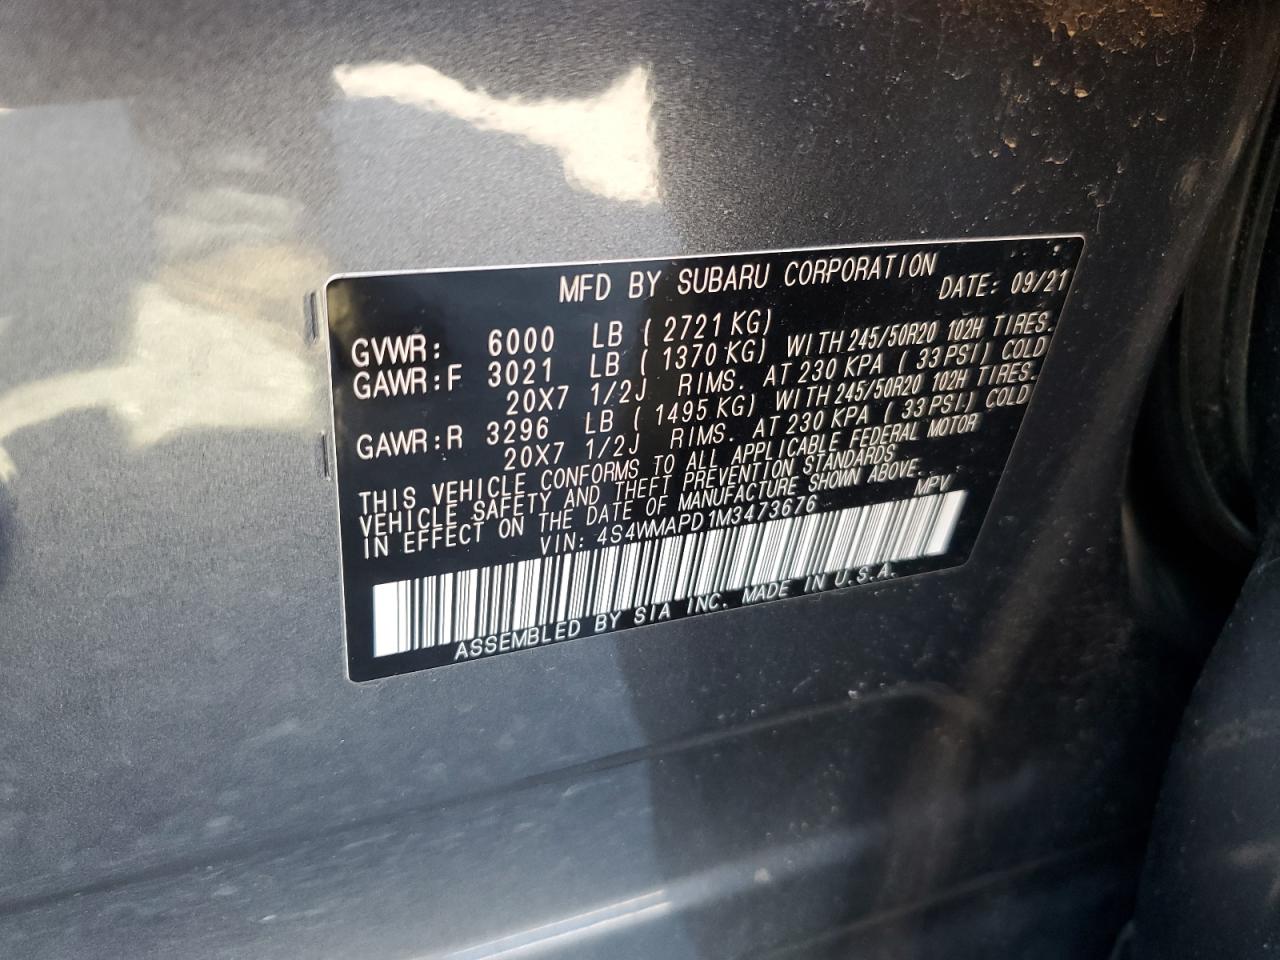 MFD BY SUBARU CORPORATION
DATE: 09/21
GVWR: 6000 LB ( 2721 KG)
GAWR:F 3021 LB ( 1370 KG) WITH 245/50R20 102H TIRES.
20X7 1/2J RIMS. AT 230 KPA ( 33 PSI) COLD
GAWR:R 3296 LB ( 1495 KG) WITH 245/50R20 102H TIRES.
20X7 1/2J RIMS. AT 230 KPA ( 33 PSI.) COLD
THIS VEHICLE CONFORMS TO ALL APPLICABLE FEDERAL MOTOR
VEHICLE SAFETY AND THEFT PREVENTION STANDARDS
IN EFFECT ON THE DATE OF MANUFACTURE SHOWN ABOVE.
VIN: 4S4WMAPD1M3473676 MPV
ASSEMBLED BY SIA INC. MADE IN U.S.A.